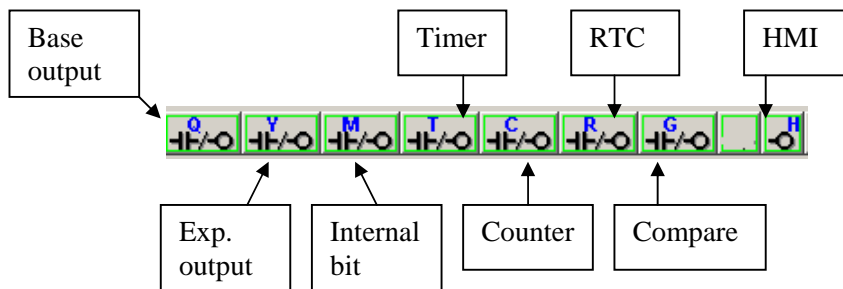 Base
output
Timer
RTC
HMI
Q Y M T C R G H
Exp.
output
Internal
bit
Counter
Compare